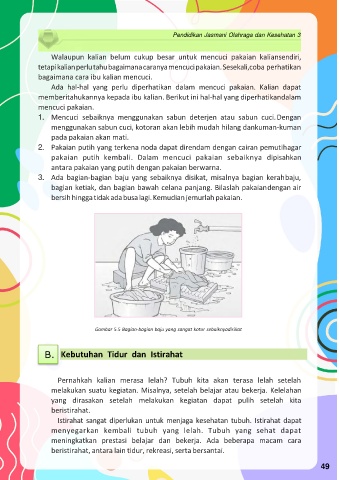 Pendidkan Jasmani Olahraga dan Kesehatan 3
Walaupun kalian belum cukup besar untuk mencuci pakaian kaliansendiri,
tetapi kalian perlu tahu bagaimana caranya mencuci pakaian. Sesekali, coba perhatikan
bagaimana cara ibu kalian mencuci.
Ada hal-hal yang perlu diperhatikan dalam mencuci pakaian. Kalian dapat
memberitahukannya kepada ibu kalian. Berikut ini hal-hal yang diperhatikandalam
mencuci pakaian.
1. Mencuci sebaiknya menggunakan sabun deterjen atau sabun cuci. Dengan
menggunakan sabun cuci, kotoran akan lebih mudah hilang dankuman-kuman
pada pakaian akan mati.
2. Pakaian putih yang terkena noda dapat direndam dengan cairan pemutihagar
pakaian putih kembali. Dalam mencuci pakaian sebaiknya dipisahkan
antara pakaian yang putih dengan pakaian berwarna.
3. Ada bagian-bagian baju yang sebaiknya disikat, misalnya bagian kerah baju,
bagian ketiak, dan bagian bawah celana panjang. Bilaslah pakaiandengan air
bersih hingga tidak ada busa lagi. Kemudian jemurlah pakaian.
Gambar 5.5 Bagian-bagian baju yang sangat kotor sebaiknyadisikat
B. Kebutuhan Tidur dan Istirahat
Pernahkah kalian merasa lelah? Tubuh kita akan terasa lelah setelah
melakukan suatu kegiatan. Misalnya, setelah belajar atau bekerja. Kelelahan
yang dirasakan setelah melakukan kegiatan dapat pulih setelah kita
beristirahat.
Istirahat sangat diperlukan untuk menjaga kesehatan tubuh. Istirahat dapat
menyegarkan kembali tubuh yang lelah. Tubuh yang sehat dapat
meningkatkan prestasi belajar dan bekerja. Ada beberapa macam cara
beristirahat, antara lain tidur, rekreasi, serta bersantai.
49